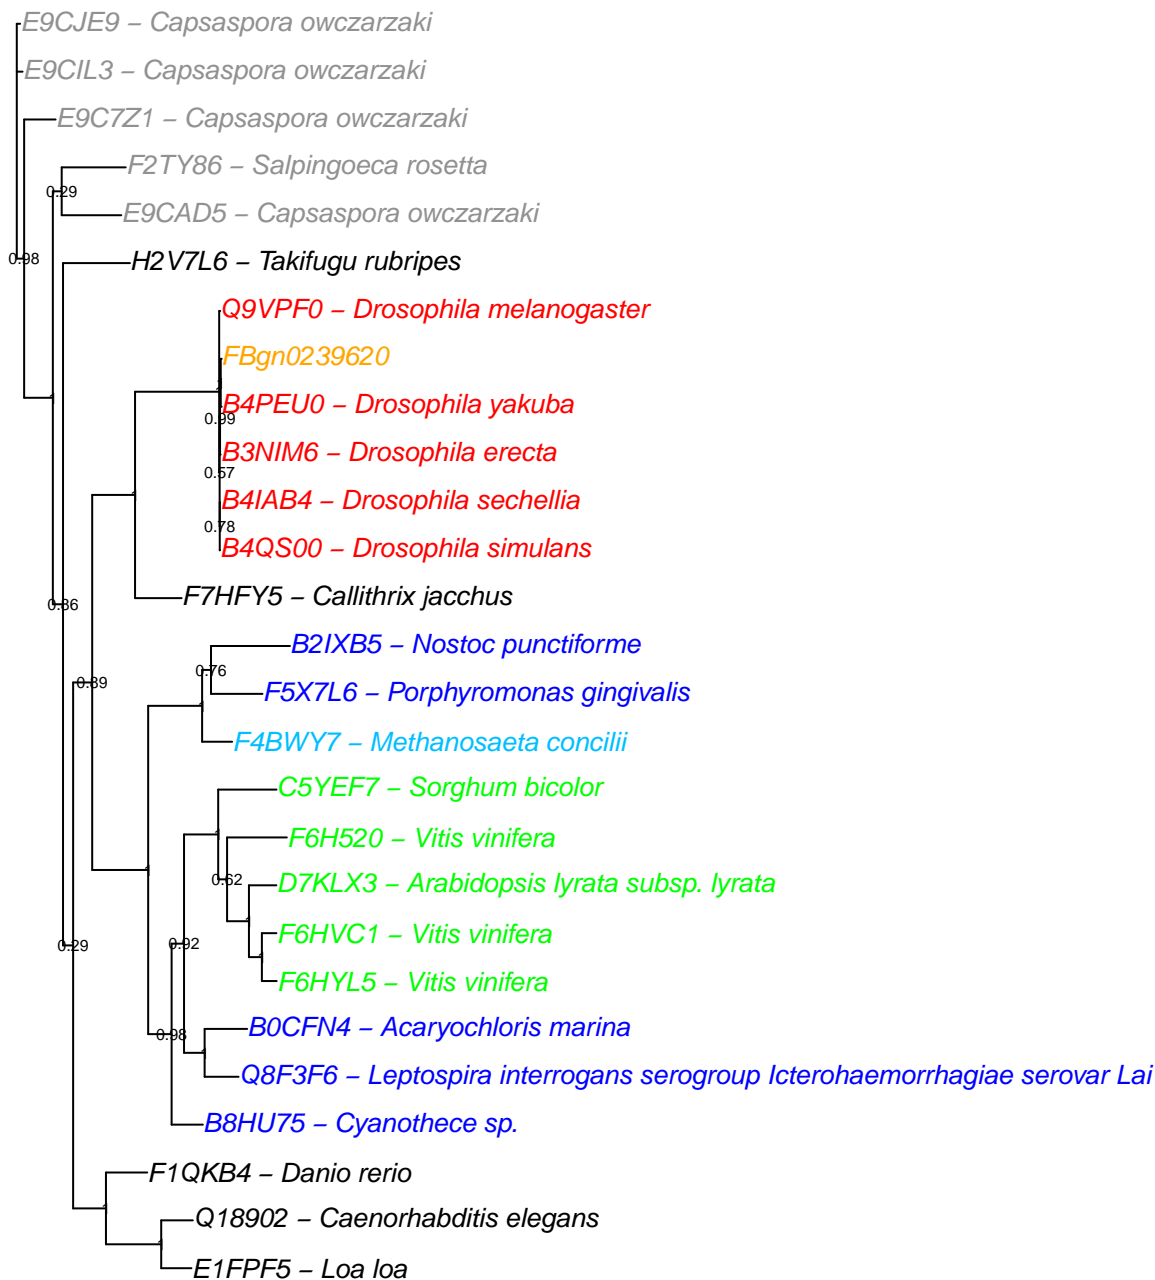 E9CJE9 – Capsaspora owczarzaki
E9CIL3 – Capsaspora owczarzaki
E9C7Z1 – Capsaspora owczarzaki
F2TY86 – Salpingoeca rosetta
0.29
E9CAD5 – Capsaspora owczarzaki
0.98
H2V7L6 – Takifugu rubripes
Q9VPF0 – Drosophila melanogaster
FBgn0239620
B4PEU0 – Drosophila yakuba
0.99
B3NIM6 – Drosophila erecta
0.57
B4IAB4 – Drosophila sechellia
0.78
B4QS00 – Drosophila simulans
F7HFY5 – Callithrix jacchus
0.36
B2IXB5 – Nostoc punctiforme
0.76
0.39
F5X7L6 – Porphyromonas gingivalis
F4BWY7 – Methanosaeta concilii
C5YEF7 – Sorghum bicolor
F6H520 – Vitis vinifera
0.62
D7KLX3 – Arabidopsis lyrata subsp. lyrata
F6HVC1 – Vitis vinifera
0.92
0.29
F6HYL5 – Vitis vinifera
B0CFN4 – Acaryochloris marina
0.98
Q8F3F6 – Leptospira interrogans serogroup Icterohaemorrhagiae serovar Lai
B8HU75 – Cyanothece sp.
F1QKB4 – Danio rerio
Q18902 – Caenorhabditis elegans
E1FPF5 – Loa loa